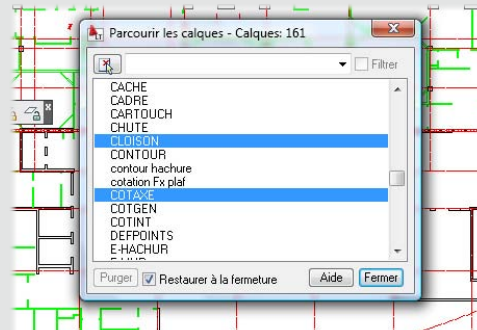 Parcourir les calques - Calques: 161
Filtrer
CACHE
CADRE
CARTOUCH
CHUTE
CLOISON
CONTOUR
contour hachure
cotation Fx plaf
COTAXE
COTGEN
COTINT
DEFPOINTS
E-HACHUR
Purger
Restaurer à la fermeture
Aide
Fermer